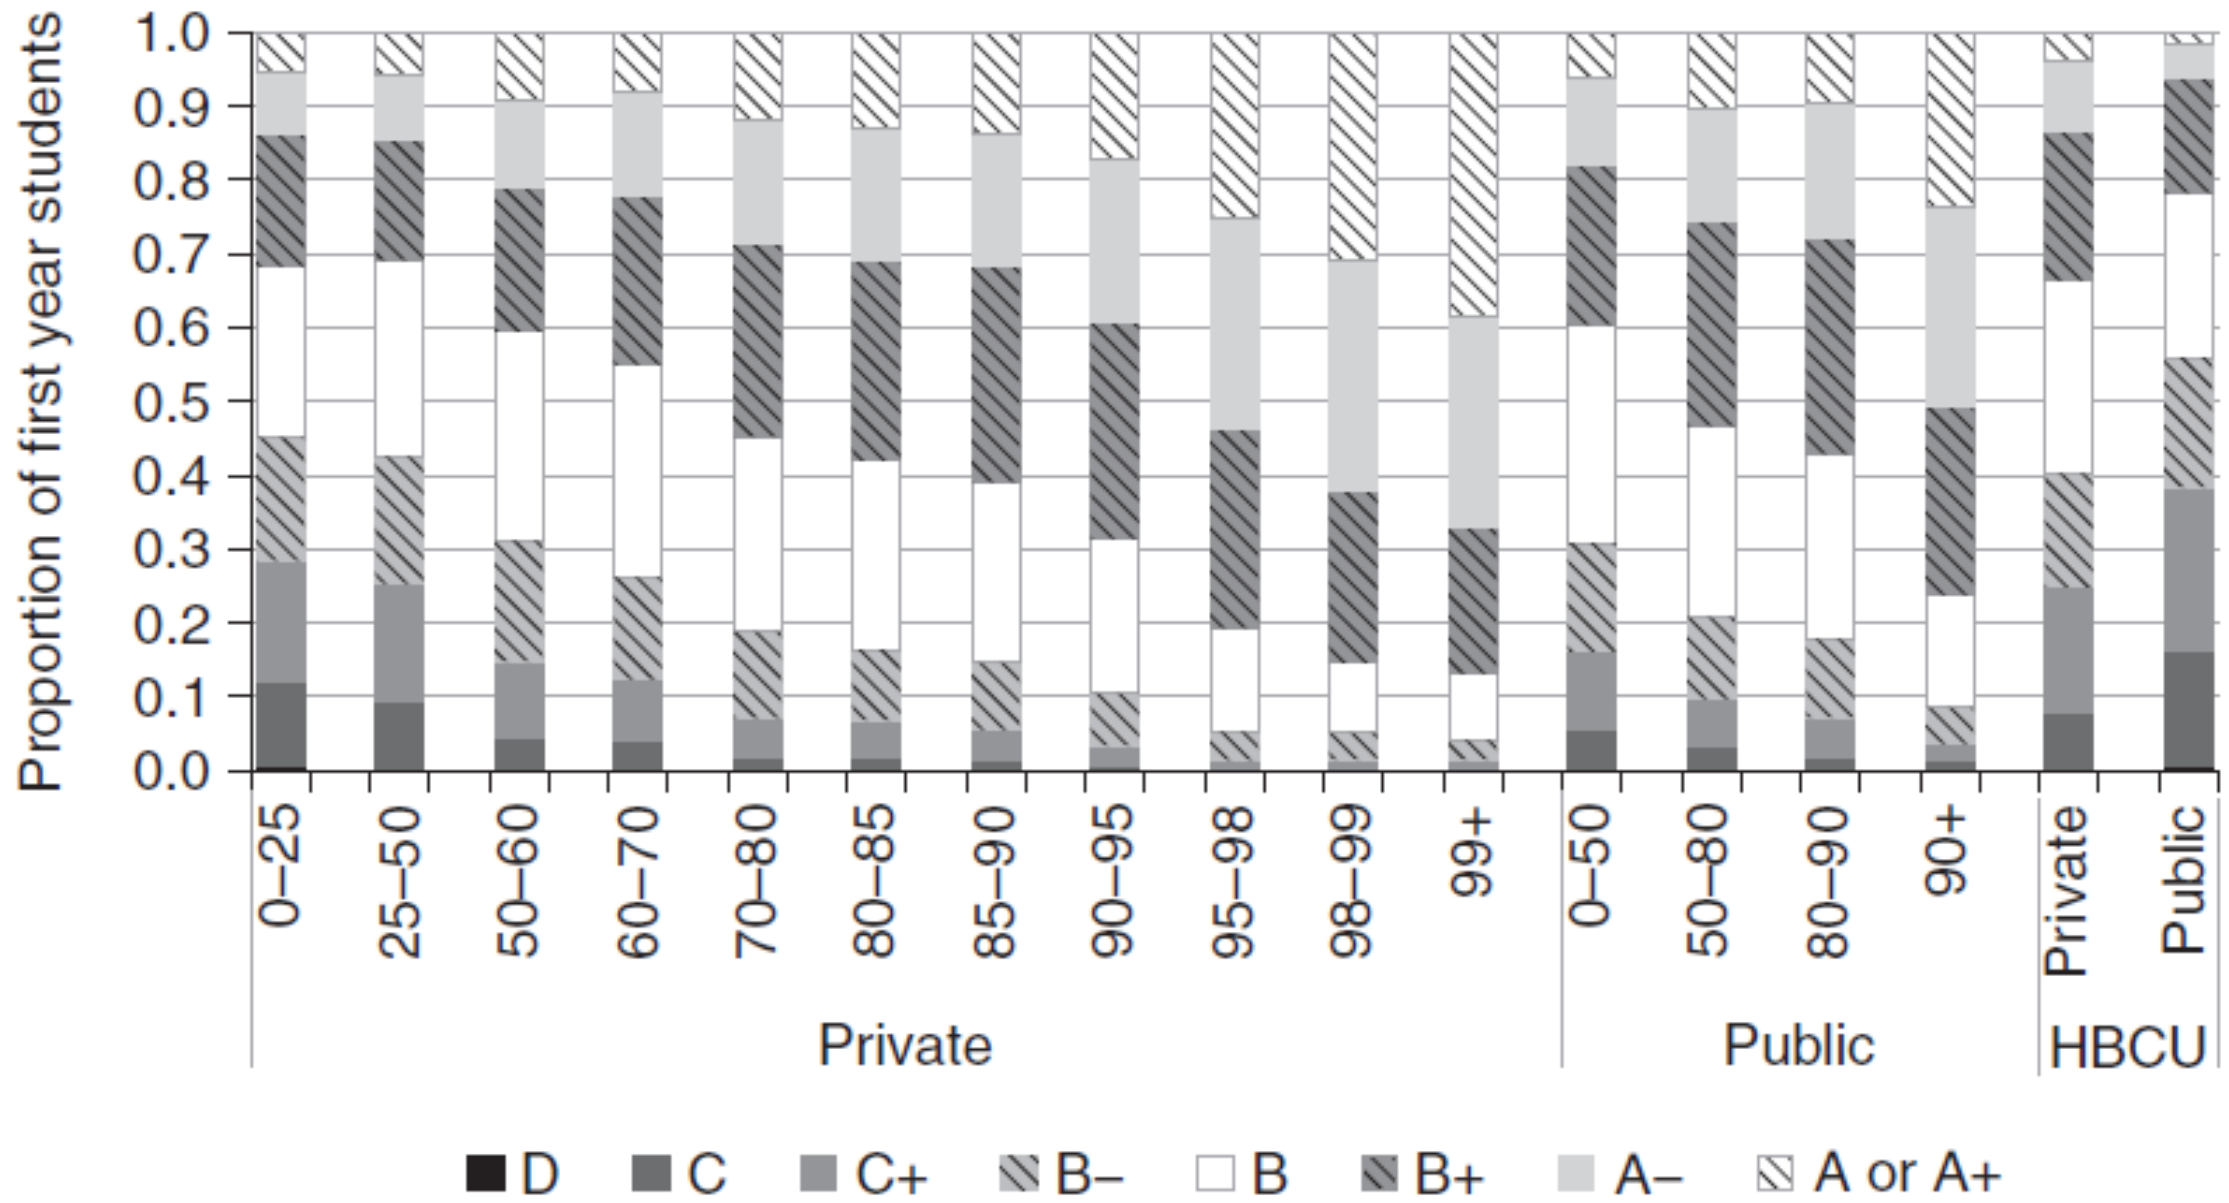 Proportion of first year students
1.0
0.9
0.8
0.7
0.6
0.5
0.4
0.3
0.2
0.1
0.0
0–25
25–50
50–60
60–70
70–80
80–85
85–90
90–95
95–98
98–99
99+
0–50
50–80
80–90
90+
Private
Public
Private
Public
HBCU
D
C
C+
B–
B
B+
A–
A or A+